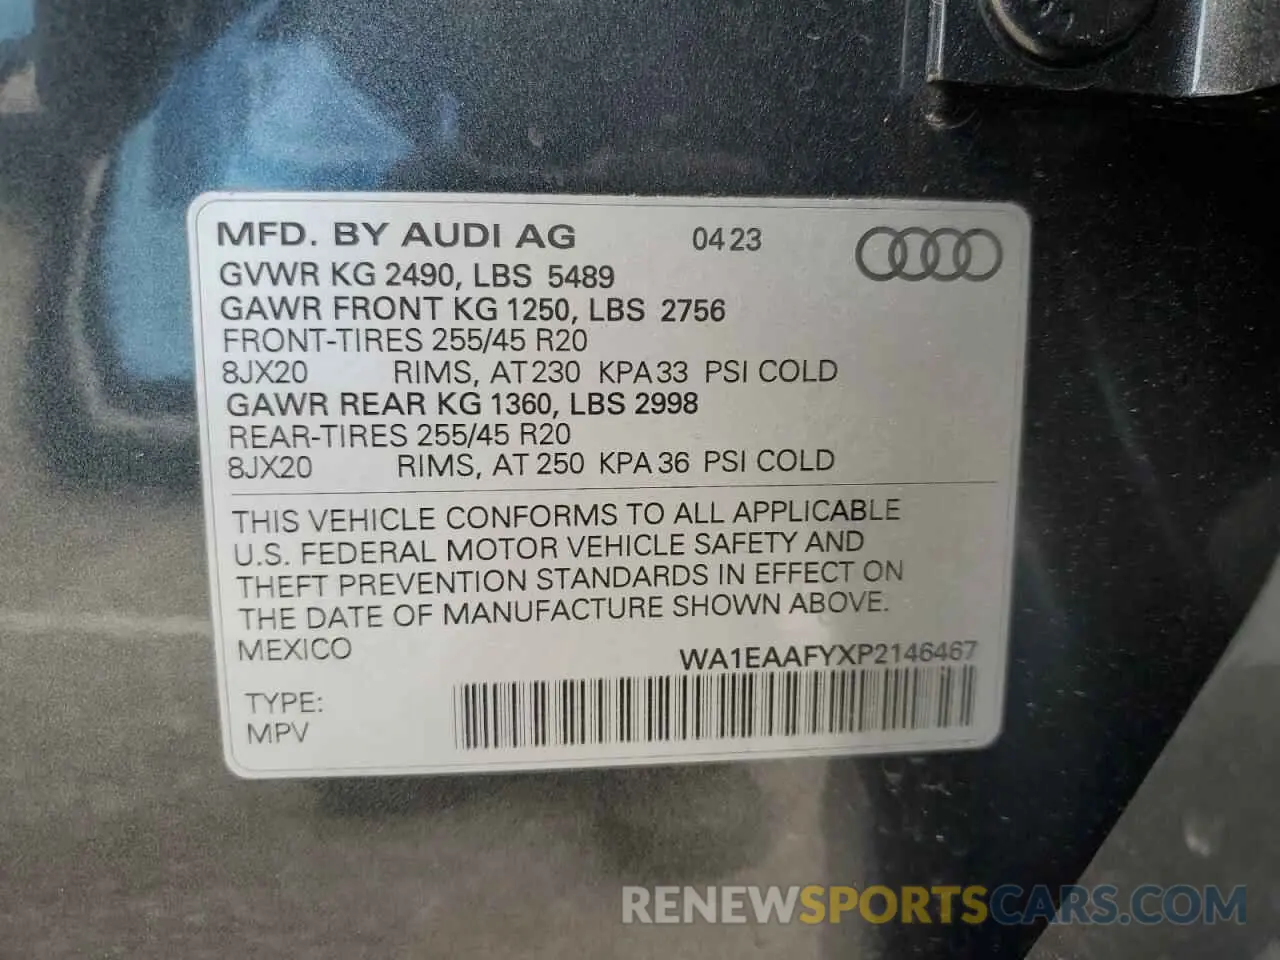 MFD. BY AUDI AG 0423
GVWR KG 2490, LBS 5489
GAWR FRONT KG 1250, LBS 2756
FRONT-TIRES 255/45 R20
8JX20 RIMS, AT 230 KPA 33 PSI COLD
GAWR REAR KG 1360, LBS 2998
REAR-TIRES 255/45 R20
8JX20 RIMS, AT 250 KPA 36 PSI COLD
THIS VEHICLE CONFORMS TO ALL APPLICABLE
U.S. FEDERAL MOTOR VEHICLE SAFETY AND
THEFT PREVENTION STANDARDS IN EFFECT ON
THE DATE OF MANUFACTURE SHOWN ABOVE.
MEXICO
WA1EAAFYXP2146467
TYPE:
MPV
RENEWSPORTSCARS.COM